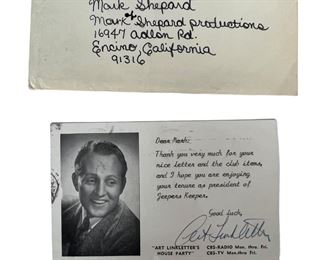 Mark Shepard
+
Mark Shepard productions
16947 adlon Rd.
Encino, California
91316
Dear Mark:
Thank you very much for your
nice letter and the club items,
and I hope you are enjoying
your tenure as president of
Jeepers Keeper.
Good luck,
Art Linkletter
"ART LINKLETTER'S CBS-RADIO Mon. thru Fri.
HOUSE PARTY" CBS-TV Mon.thru Fri.